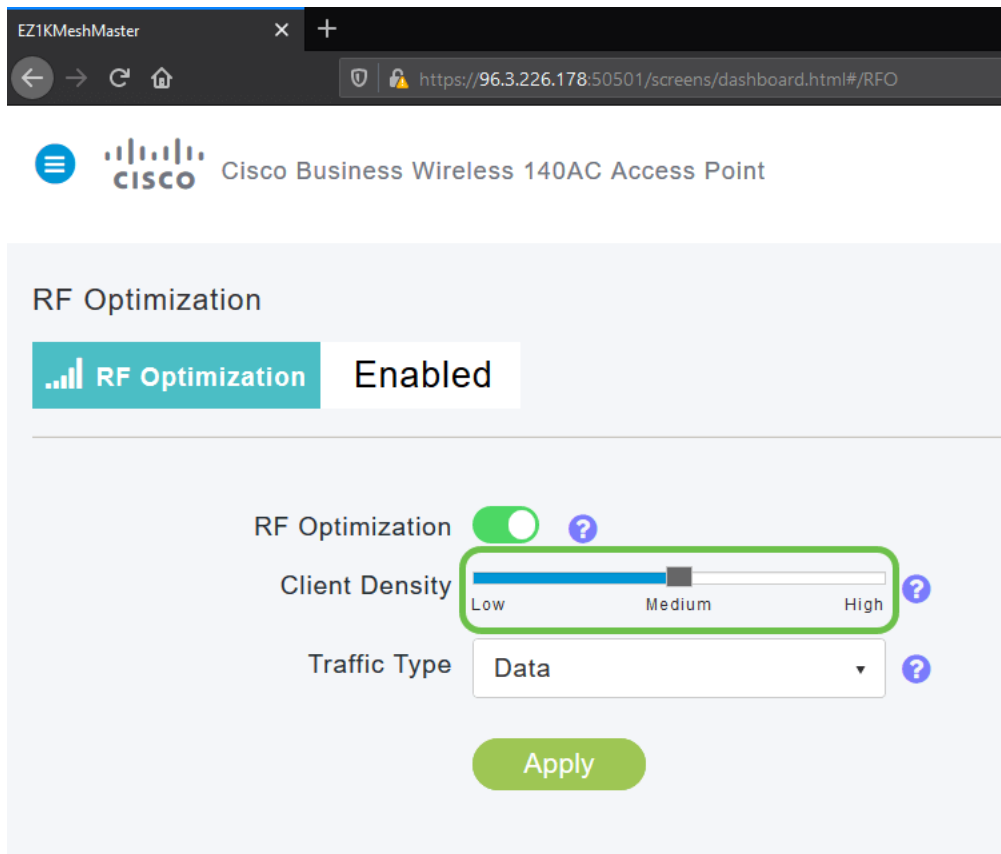 EZ1KMeshMaster
https://96.3.226.178:50501/screens/dashboard.html#/RFO
CISCO Cisco Business Wireless 140AC Access Point
RF Optimization
RF Optimization Enabled
RF Optimization ?
Client Density ?
Low Medium High
Traffic Type Data ?
Apply